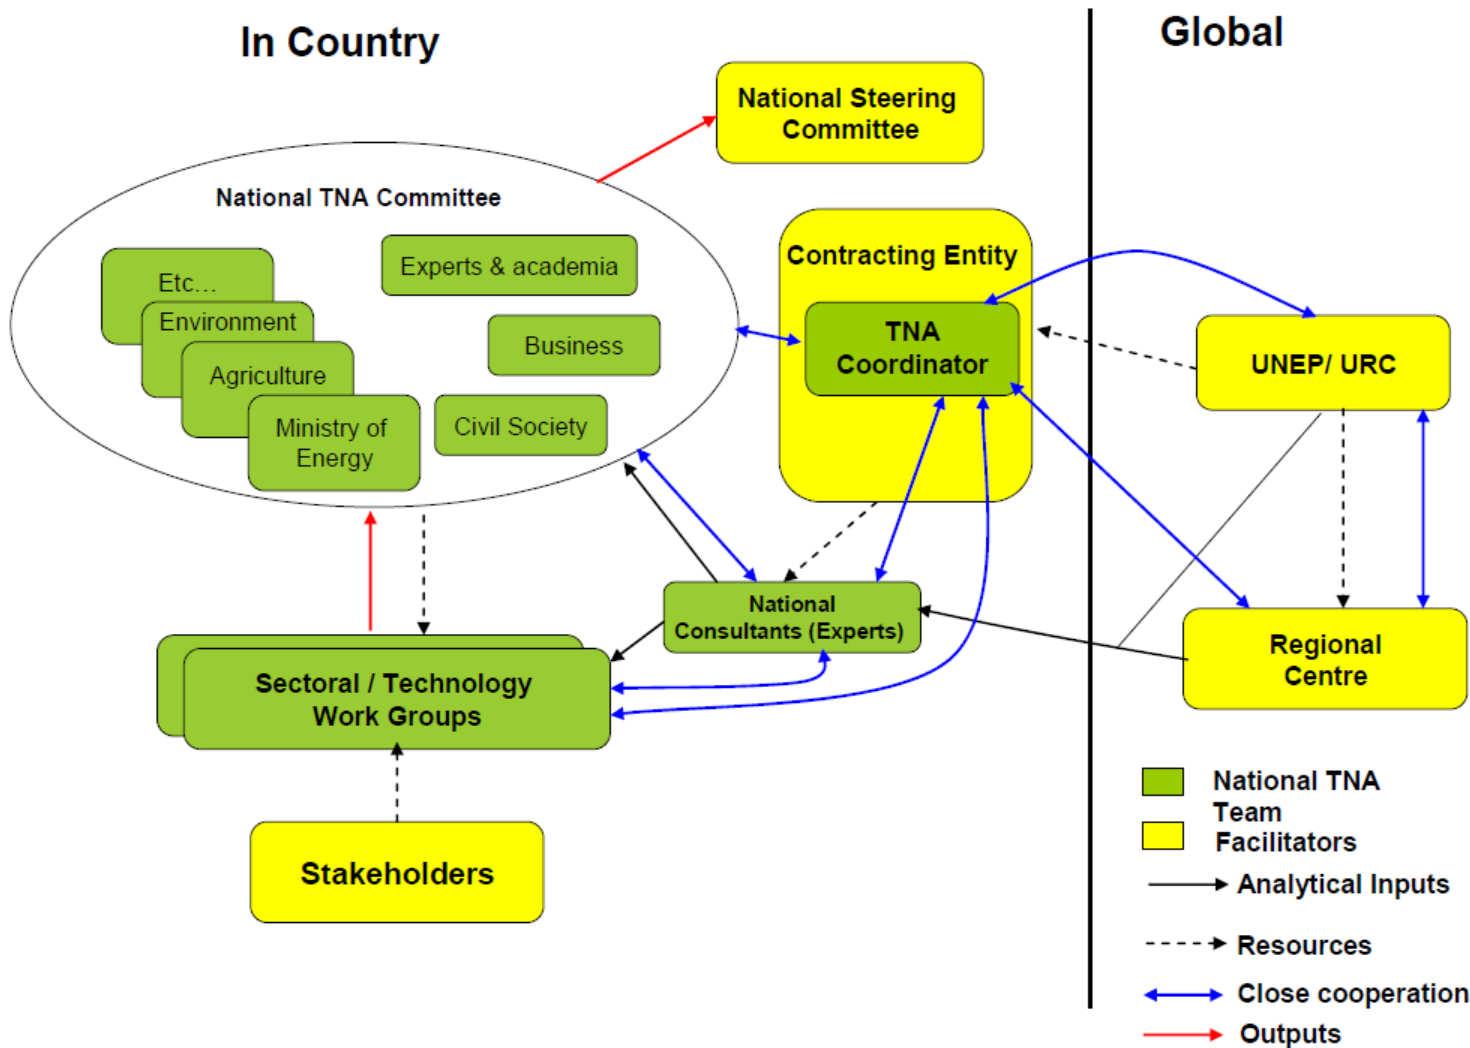 In Country
Global
National Steering
Committee
National TNA Committee
Etc...
Environment
Agriculture
Ministry of
Energy
Experts & academia
Business
Civil Society
Contracting Entity
TNA
Coordinator
UNEP/ URC
National
Consultants (Experts)
Regional
Centre
Sectoral / Technology
Work Groups
Stakeholders
National TNA
Team
Facilitators
Analytical Inputs
Resources
Close cooperation
Outputs